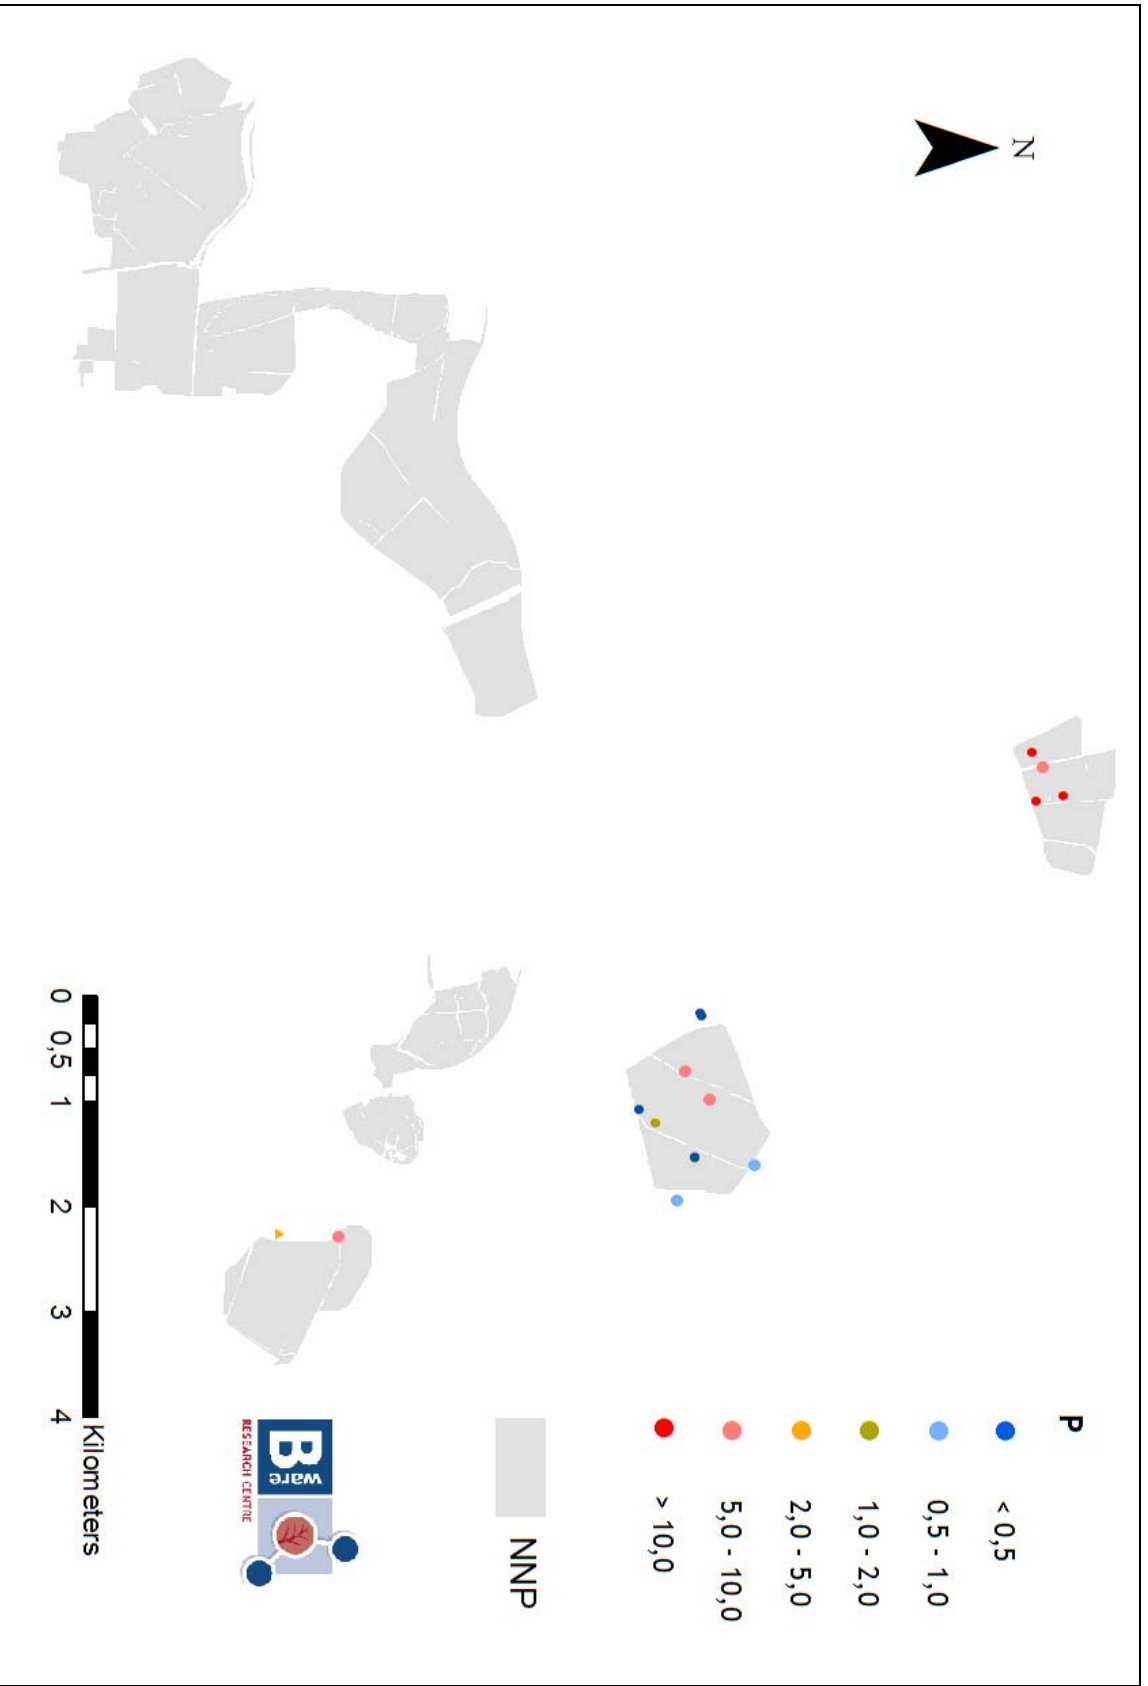 N
P
< 0,5
0,5 - 1,0
1,0 - 2,0
2,0 - 5,0
5,0 - 10,0
> 10,0
NNP
B ware
RESEARCH CENTRE
0 0,5 1 2 3 4
Kilometers